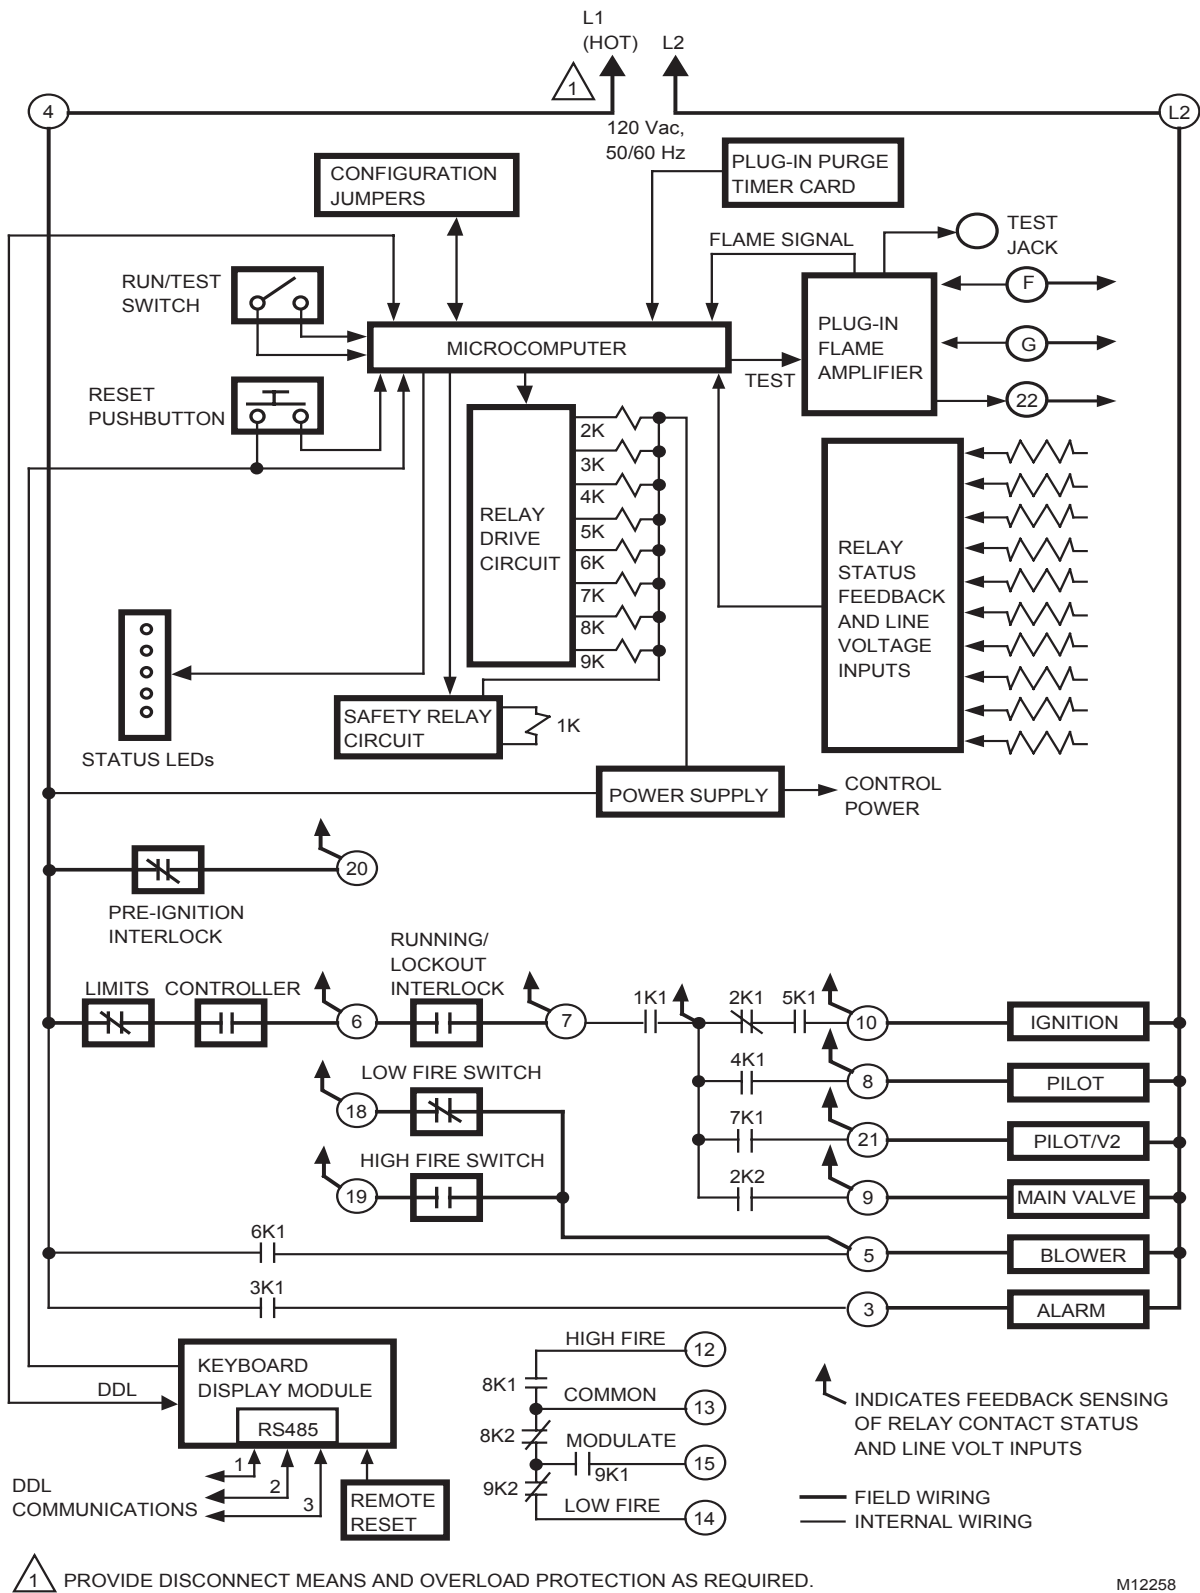 L1
(HOT)
L2
1
4
L2
120 Vac,
50/60 Hz
CONFIGURATION
JUMPERS
PLUG-IN PURGE
TIMER CARD
FLAME SIGNAL
TEST
JACK
RUN/TEST
SWITCH
F
PLUG-IN
FLAME
AMPLIFIER
MICROCOMPUTER
G
TEST
RESET
PUSHBUTTON
22
2K
3K
4K
5K
6K
7K
8K
9K
RELAY
DRIVE
CIRCUIT
RELAY
STATUS
FEEDBACK
AND LINE
VOLTAGE
INPUTS
STATUS LEDs
SAFETY RELAY
CIRCUIT
1K
POWER SUPPLY
CONTROL
POWER
20
PRE-IGNITION
INTERLOCK
RUNNING/
LOCKOUT
INTERLOCK
LIMITS
CONTROLLER
6
7
1K1
2K1
5K1
10
IGNITION
LOW FIRE SWITCH
4K1
8
PILOT
18
7K1
21
PILOT/V2
HIGH FIRE SWITCH
19
2K2
9
MAIN VALVE
6K1
5
BLOWER
3K1
3
ALARM
KEYBOARD
DISPLAY MODULE
RS485
DDL
DDL
COMMUNICATIONS
1
2
3
REMOTE
RESET
HIGH FIRE
12
8K1
COMMON
13
8K2
MODULATE
15
9K1
9K2
LOW FIRE
14
INDICATES FEEDBACK SENSING
OF RELAY CONTACT STATUS
AND LINE VOLT INPUTS
FIELD WIRING
INTERNAL WIRING
1 PROVIDE DISCONNECT MEANS AND OVERLOAD PROTECTION AS REQUIRED.
M12258